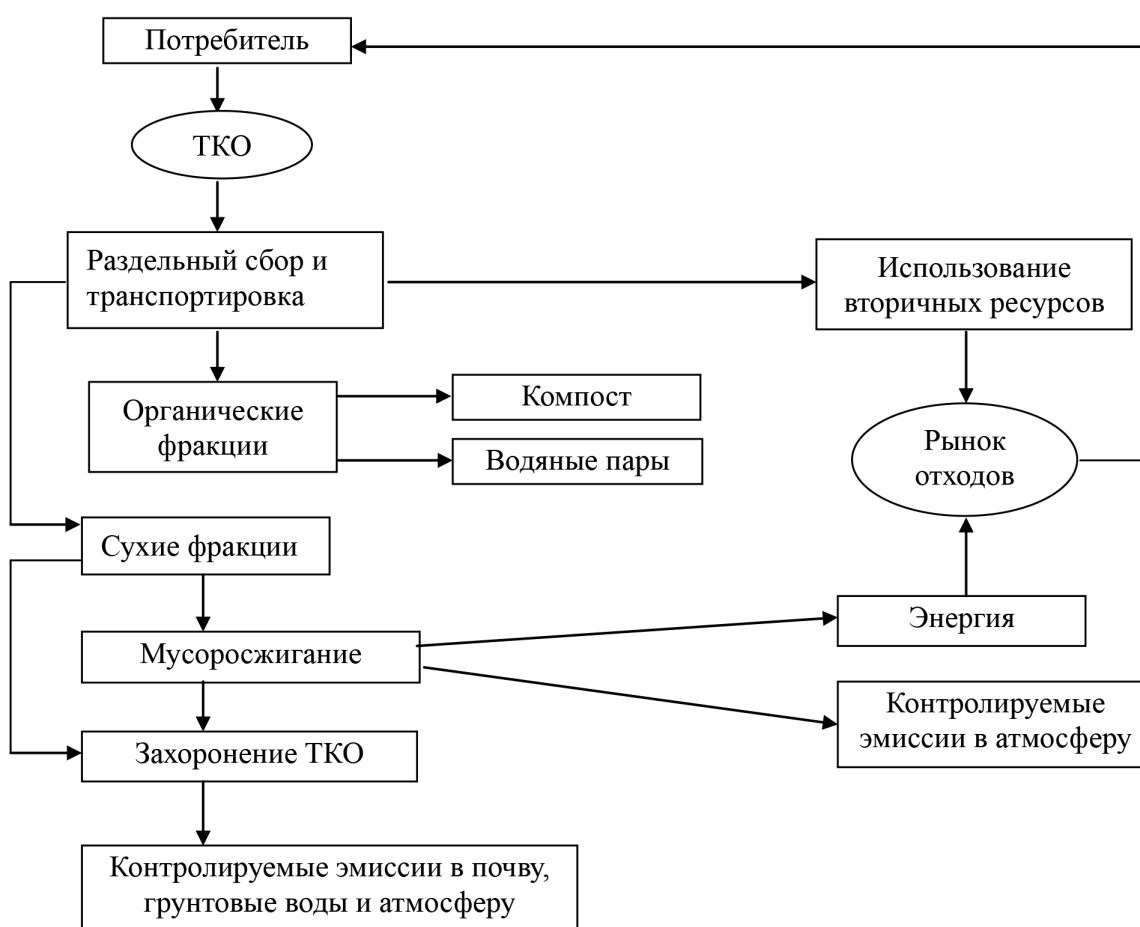 Потребитель
ТКО
Раздельный сбор и
транспортировка
Использование
вторичных ресурсов
Органические
фракции
Компост
Водяные пары
Рынок
отходов
Сухие фракции
Энергия
Мусоросжигание
Контролируемые
эмиссии в атмосферу
Захоронение ТКО
Контролируемые эмиссии в почву,
грунтовые воды и атмосферу